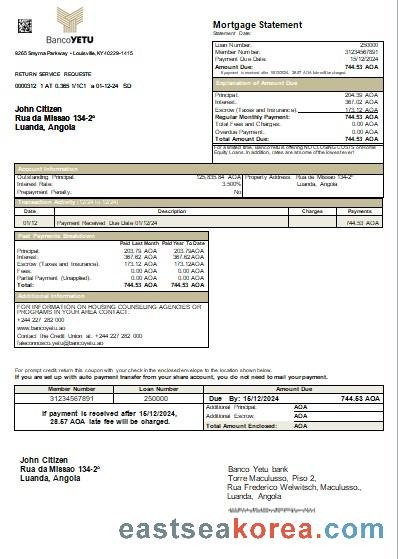 BancoYETU
9265 Smyrna Parkway • Louisville, KY 40229-1415
RETURN SERVICE REQUESTED
0000312 1 AT 0.365 1/1C1 a 01-12-24 SD
John Citizen
Rua da Missao 134-2º
Luanda, Angola
Mortgage Statement
Statement Date:
Loan Number: 250000
Member Number: 31234567891
Payment Due Date: 15/12/2024
Amount Due: 744.53 AOA
If payment is received after 15/12/2024, 28.57 AOA late fee will be charged.
Explanation of Amount Due
Principal: 204.39 AOA
Interest: 367.02 AOA
Escrow (Taxes and Insurance): 173.12 AOA
Regular Monthly Payment: 744.53 AOA
Total Fees and Charges: 0.00 AOA
Overdue Payment: 0.00 AOA
Total Amount Due: 744.53 AOA
For a limited time, BancoYETU is offering NO CLOSING COSTS on Home
Equity Loans. In addition, rates are at some of the lowest ever!
Account Information
Outstanding Principal: 125,835.84 AOA
Interest Rate: 3.500%
Prepayment Penalty: No
Property Address: Rua da Missao 134-2º
Luanda, Angola
Transaction Activity (12/24 to 12/24)
Date Description Charges Payments
01/12 Payment Received Due Date 01/12/24 744.53 AOA
Past Payments Breakdown
Paid Last Month Paid Year To Date
Principal: 203.79 AOA 203.79AOA
Interest: 367.62 AOA 367.62 AOA
Escrow (Taxes and Insurance): 173.12 AOA 173.12AOA
Fees: 0.00 AOA 0.00 AOA
Partial Payment (Unapplied): 0.00 AOA 0.00 AOA
Total: 744.53 AOA 744.53 AOA
Additional Information
FOR INFORMATION ON HOUSING COUNSELING AGENCIES OR
PROGRAMS IN YOUR AREA CONTACT:
+244 227 282 000
www.bancoyetu.ao
Contact the Credit Union at: +244 227 282 000
faleconnosco.yetu@bancoyetu
For prompt credit return this coupon with your check in the enclosed envelope to the location shown below.
If you are set up with auto payment transfer from your share account, you do not need to mail your payment.
Member Number Loan Number Amount Due
31234567891 250000 Due By: 15/12/2024 744.53 AOA
If payment is received after 15/12/2024,
28.57 AOA late fee will be charged.
Additional Principal: AOA
Additional Escrow: AOA
Total Amount Enclosed: AOA
John Citizen
Rua da Missao 134-2º
Luanda, Angola
Banco Yetu bank
Torre Maculusso, Piso 2,
Rua Frederico Welwitsch, Maculusso.,
Luanda, Angola
eastseakorea.com